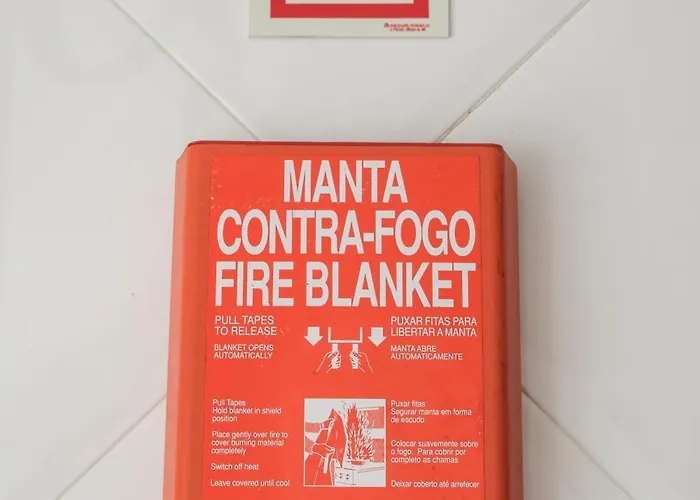 MANTA
CONTRA-FOGO
FIRE BLANKET
PULL TAPES
TO RELEASE
BLANKET OPENS
AUTOMATICALLY
PUXAR FITAS PARA
LIBERTAR A MANTA
MANTA ABRE
AUTOMATICAMENTE
Pull Tapes
Hold blanket in shield
position
Place gently over fire to
cover burning material
completely
Switch off heat
Leave covered until cool
Puxar fitas
Segurar manta em forma
de escudo
Colocar suavemente sobre
o fogo. Para cobrir por
completo as chamas
Deixar coberto até arrefecer